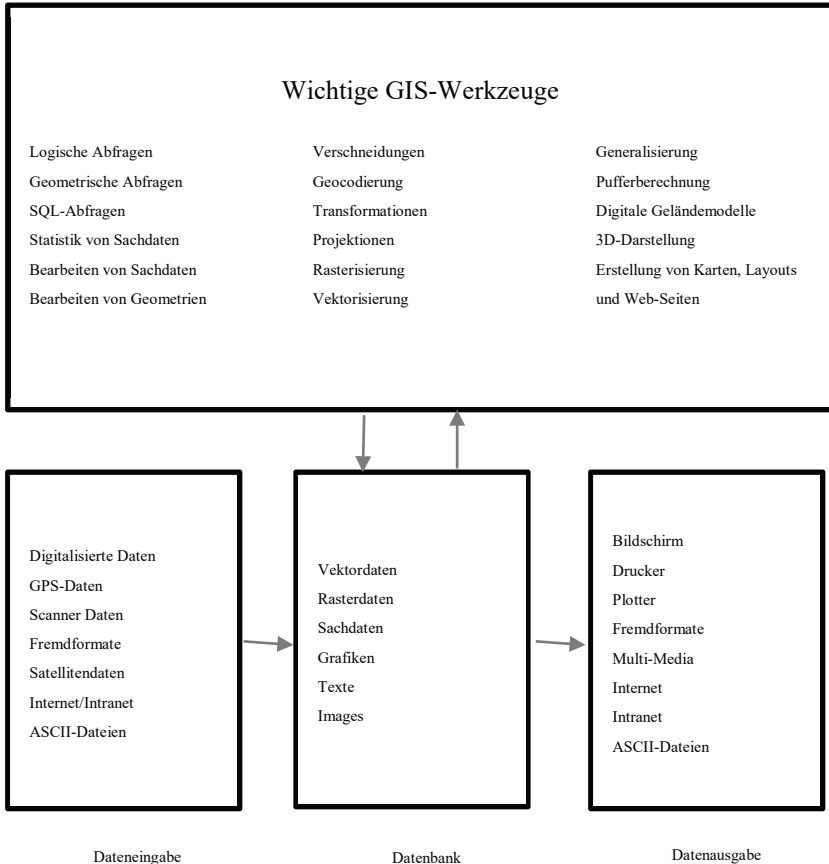 Wichtige GIS-Werkzeuge
Logische Abfragen
Geometrische Abfragen
SQL-Abfragen
Statistik von Sachdaten
Bearbeiten von Sachdaten
Bearbeiten von Geometrien
Verschneidungen
Geocodierung
Transformationen
Projektionen
Rasterisierung
Vektorisierung
Generalisierung
Pufferberechnung
Digitale Geländemodelle
3D-Darstellung
Erstellung von Karten, Layouts
und Web-Seiten
Digitalisierte Daten
GPS-Daten
Scanner Daten
Fremdformate
Satellitendaten
Internet/Intranet
ASCII-Dateien
Vektordaten
Rasterdaten
Sachdaten
Grafiken
Texte
Images
Bildschirm
Drucker
Plotter
Fremdformate
Multi-Media
Internet
Intranet
ASCII-Dateien
Dateneingabe
Datenbank
Datenausgabe